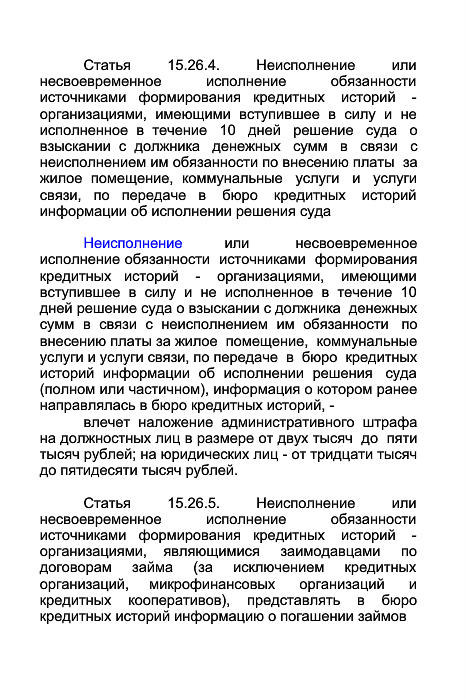 Статья 15.26.4. Неисполнение или
несвоевременное исполнение обязанности
источниками формирования кредитных историй -
организациями, имеющими вступившее в силу и не
исполненное в течение 10 дней решение суда о
взыскании с должника денежных сумм в связи с
неисполнением им обязанности по внесению платы за
жилое помещение, коммунальные услуги и услуги
связи, по передаче в бюро кредитных историй
информации об исполнении решения суда
Неисполнение или несвоевременное
исполнение обязанности источниками формирования
кредитных историй - организациями, имеющими
вступившее в силу и не исполненное в течение 10
дней решение суда о взыскании с должника денежных
сумм в связи с неисполнением им обязанности по
внесению платы за жилое помещение, коммунальные
услуги и услуги связи, по передаче в бюро кредитных
историй информации об исполнении решения суда
(полном или частичном), информация о котором ранее
направлялась в бюро кредитных историй, -
влечет наложение административного штрафа
на должностных лиц в размере от двух тысяч до пяти
тысяч рублей; на юридических лиц - от тридцати тысяч
до пятидесяти тысяч рублей.
Статья 15.26.5. Неисполнение или
несвоевременное исполнение обязанности
источниками формирования кредитных историй -
организациями, являющимися заимодавцами по
договорам займа (за исключением кредитных
организаций, микрофинансовых организаций и
кредитных кооперативов), представлять в бюро
кредитных историй информацию о погашении займов